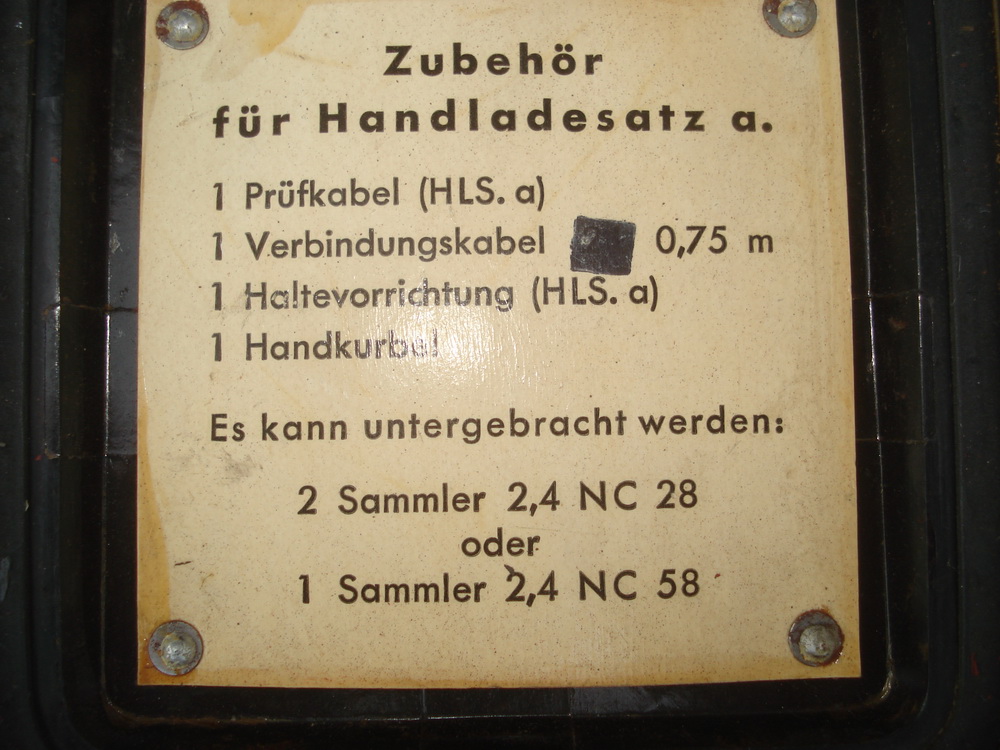 Zubehör
für Handladesatz a.
1 Prüfkabel (HLS. a)
1 Verbindungskabel 0,75 m
1 Haltevorrichtung (HLS. a)
1 Handkurbel
Es kann untergebracht werden:
2 Sammler 2,4 NC 28
oder
1 Sammler 2,4 NC 58